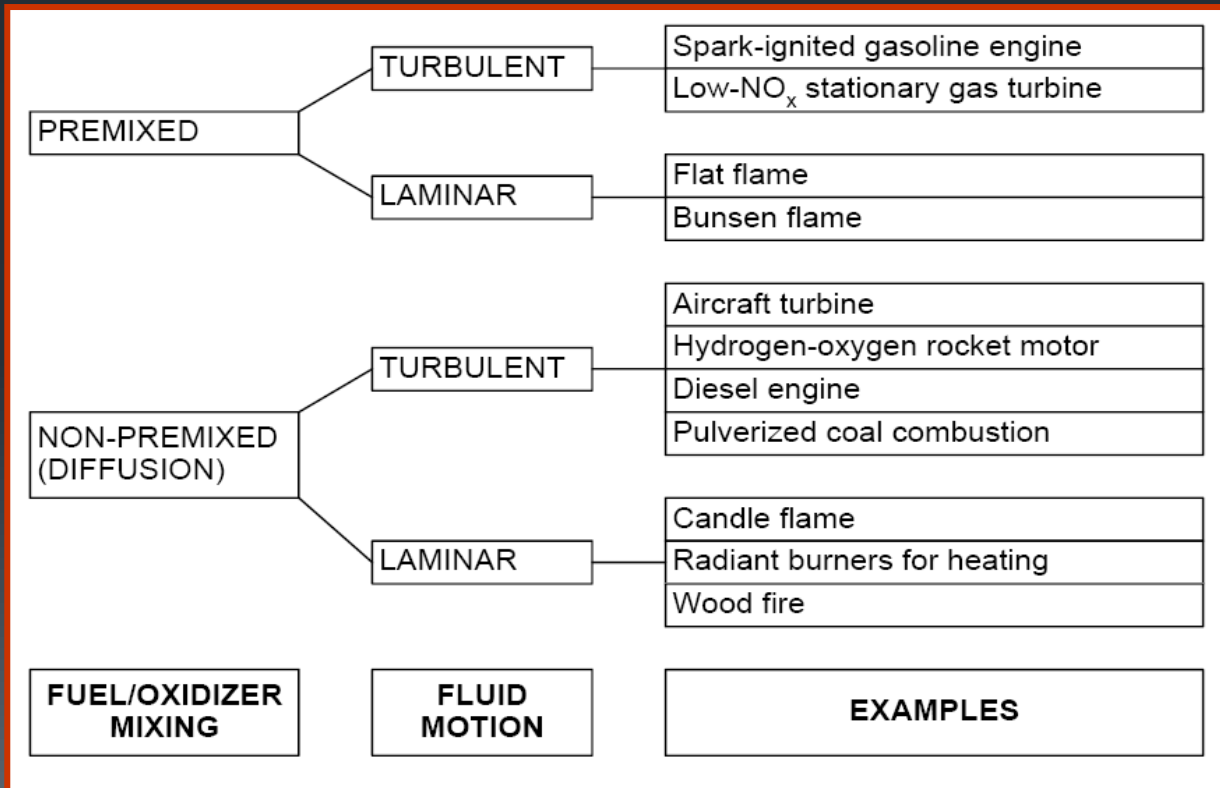 PREMIXED
TURBULENT
Spark-ignited gasoline engine
Low-NOx stationary gas turbine
LAMINAR
Flat flame
Bunsen flame
NON-PREMIXED
(DIFFUSION)
TURBULENT
Aircraft turbine
Hydrogen-oxygen rocket motor
Diesel engine
Pulverized coal combustion
LAMINAR
Candle flame
Radiant burners for heating
Wood fire
FUEL/OXIDIZER
MIXING
FLUID
MOTION
EXAMPLES